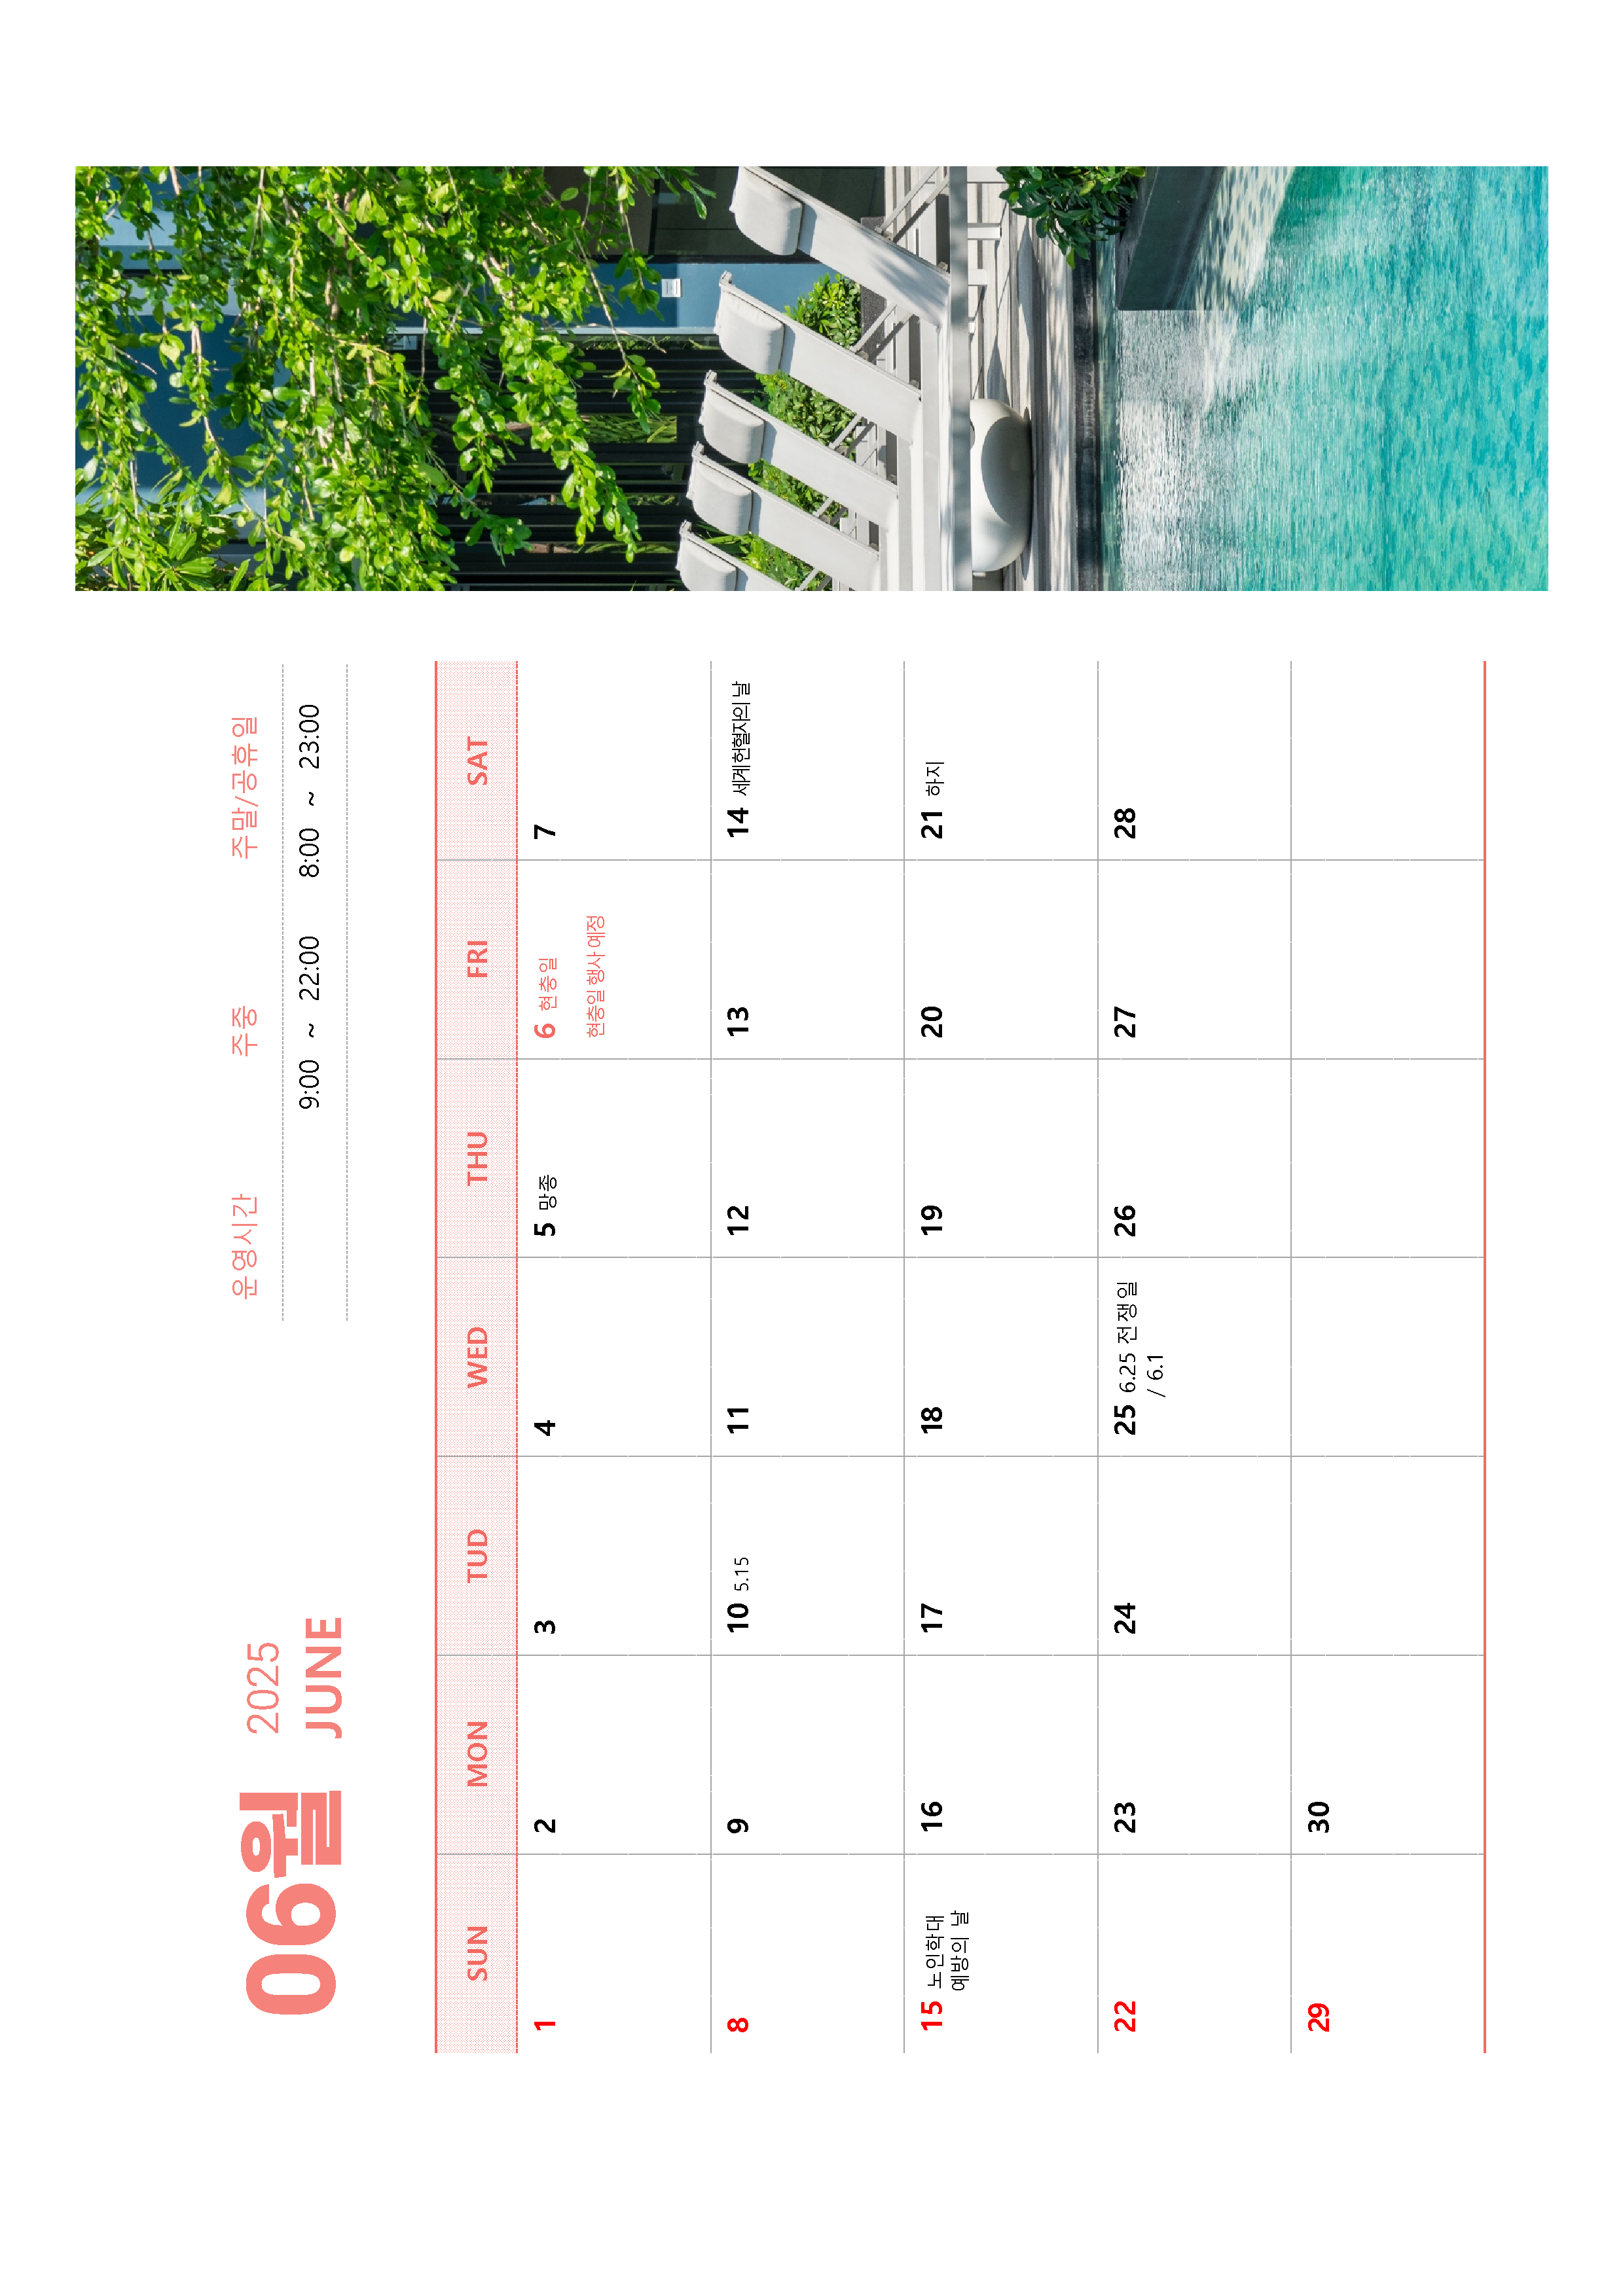 06월
2025
JUNE
운영시간 주중 주말/공휴일
9:00 ~ 22:00 8:00 ~ 23:00
SUN MON TUD WED THU FRI SAT
1 2 3 4 5 망종 6 현충일 7
현충일 행사 예정
8 9 10 5.15 11 12 13 14 세계헌혈자의 날
15 노인학대 16 17 18 19 20 21 하지
예방의 날
22 23 24 25 6.25 전쟁일 26 27 28
/ 6.1
29 30